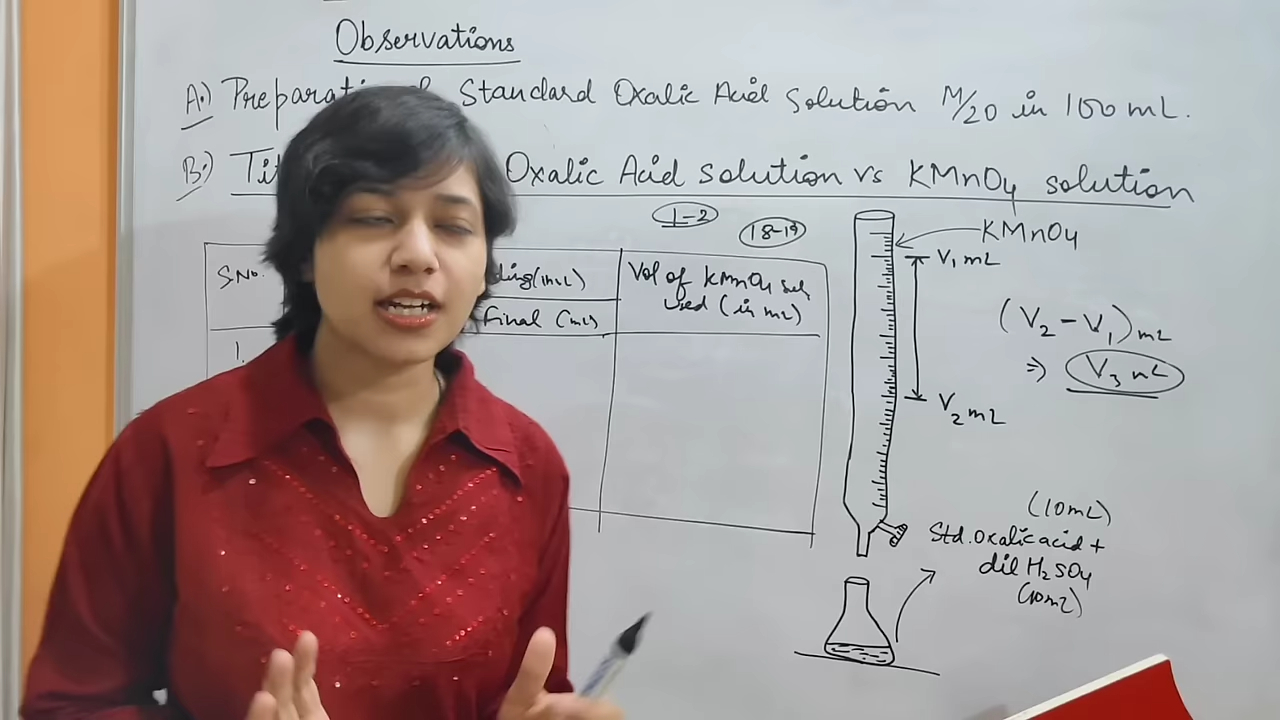 Observations
A.) Preparati Standard Oxalic Acid Solution M/20 in 100 mL.
B.) Tit Oxalic Acid solution vs KMnO4 solution
1-2
18-19
KMnO4
V1 mL
S.No.
ding (mL)
Vol of KMnO4 sol
used (in mL)
Final (mL)
1.
(V2 - V1) mL
⇒ V3 mL
V2 mL
(10mL)
Std. Oxalic acid +
dil H2SO4
(10mL)